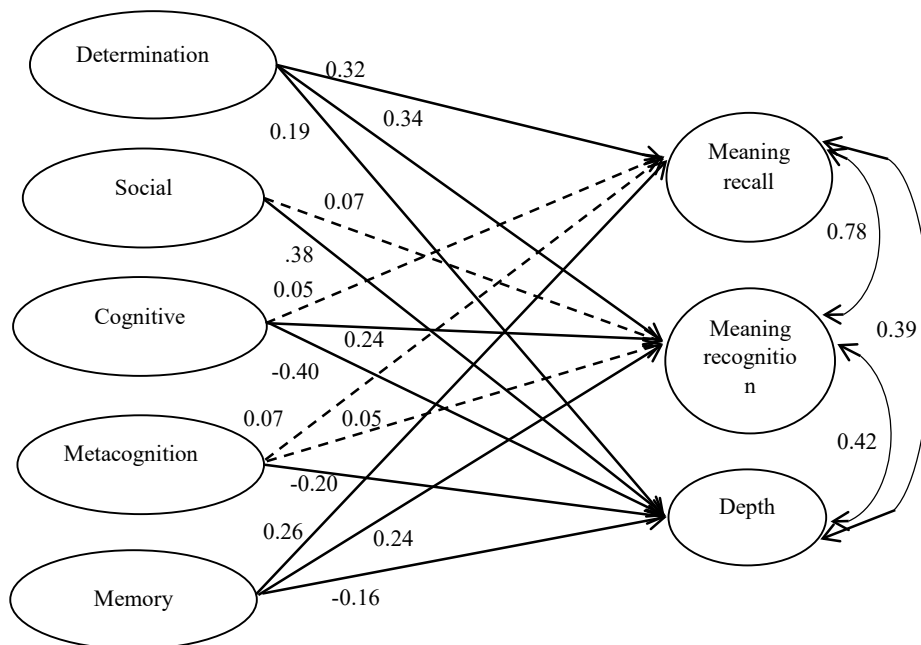 Determination
0.32
0.34
0.19
Meaning
recall
Social
0.07
0.78
.38
0.05
Cognitive
0.24
Meaning
recognitio
n
0.39
-0.40
0.07
0.05
0.42
Metacognition
-0.20
Depth
0.26
0.24
Memory
-0.16